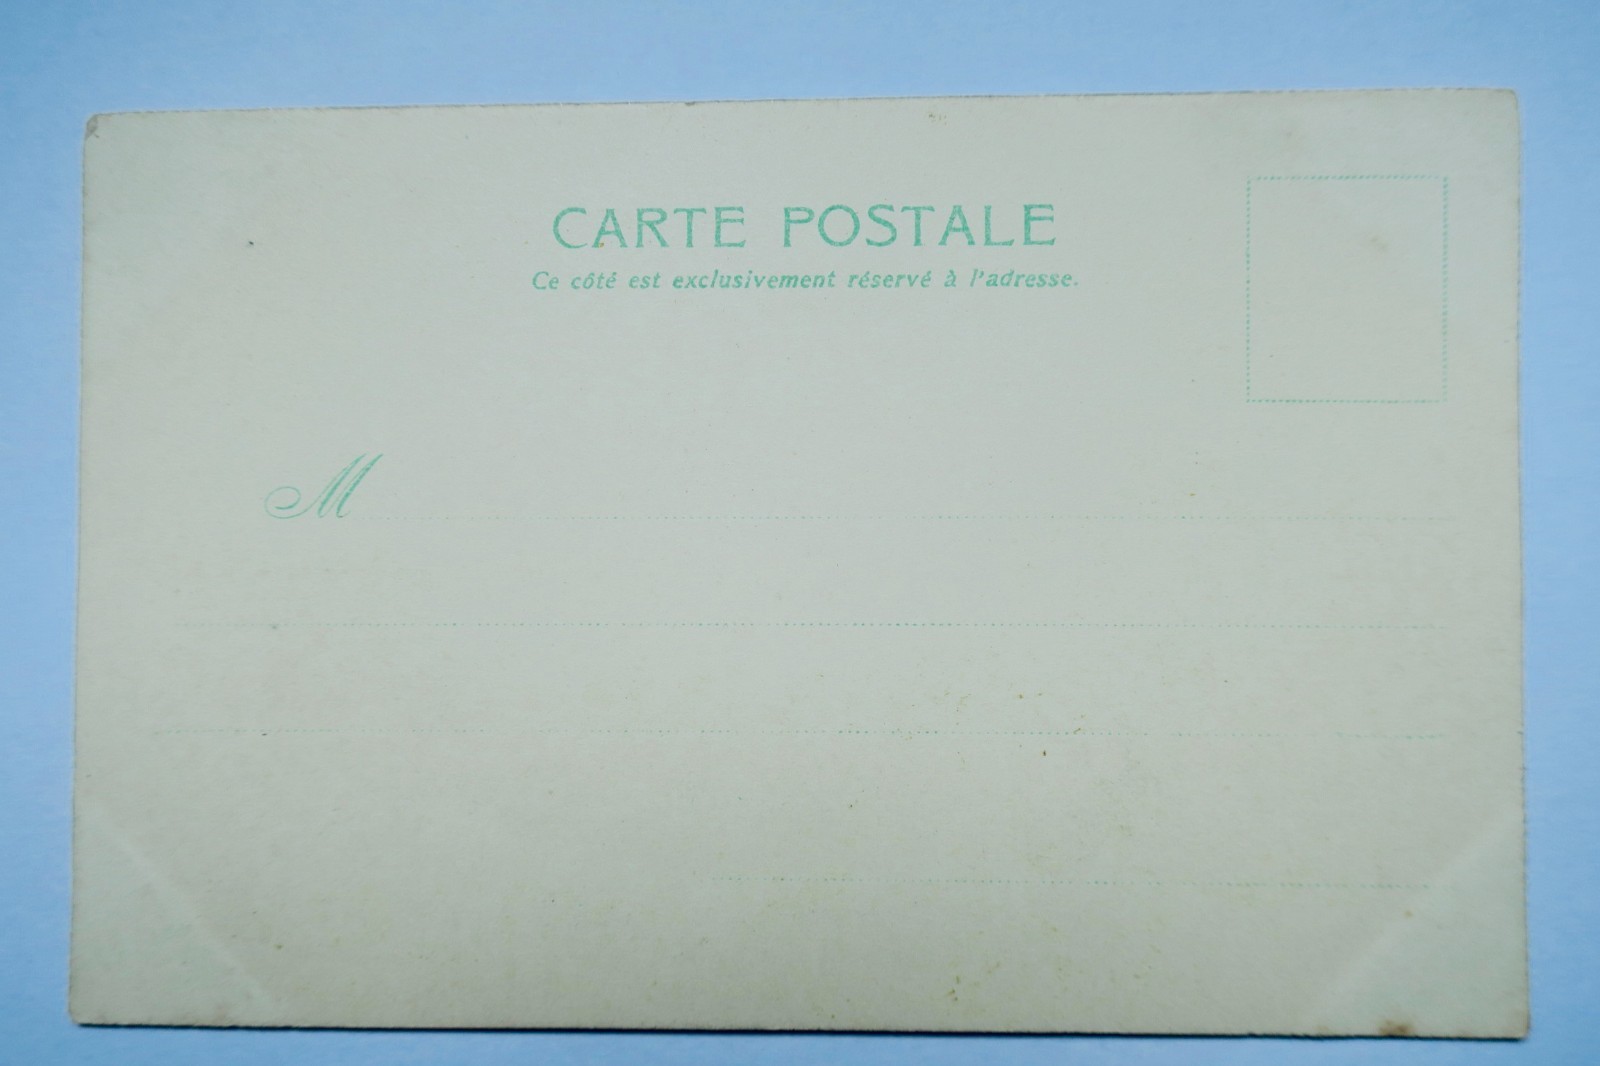 CARTE POSTALE
Ce côté est exclusivement réservé à l'adresse.
M